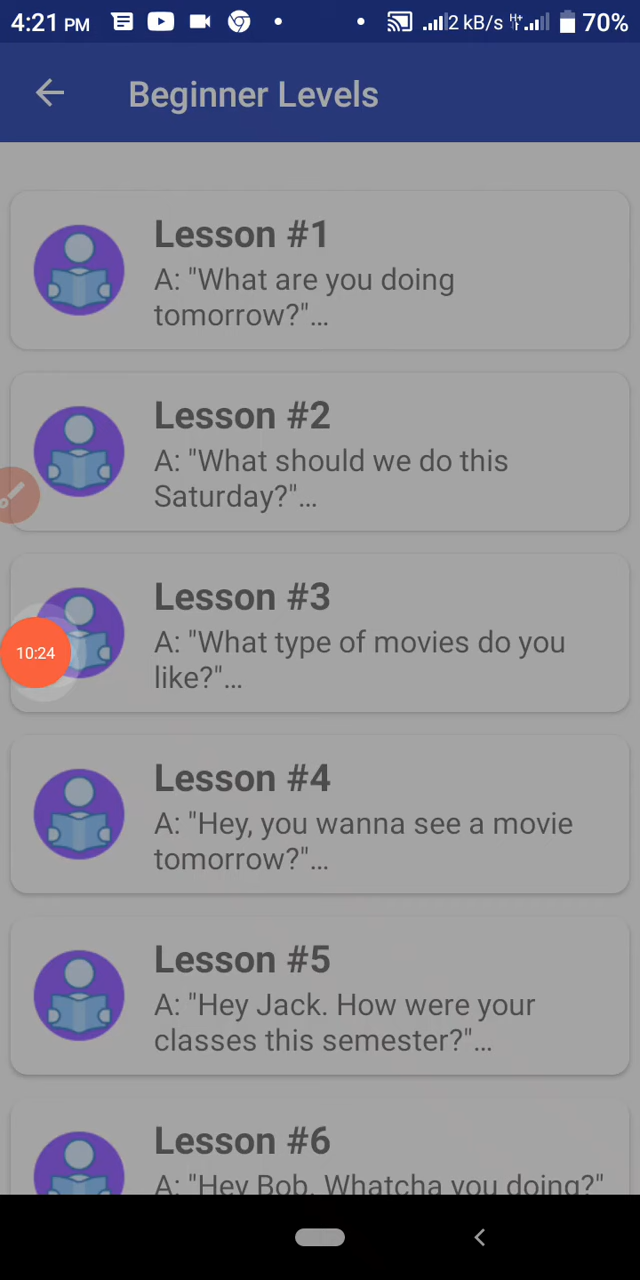 4:21 PM 2 kB/s H+ 70%
Beginner Levels
Lesson #1
A: "What are you doing
tomorrow?"...
Lesson #2
A: "What should we do this
Saturday?"...
Lesson #3
A: "What type of movies do you
like?"...
10:24
Lesson #4
A: "Hey, you wanna see a movie
tomorrow?"...
Lesson #5
A: "Hey Jack. How were your
classes this semester?"...
Lesson #6
A: "Hey Bob. Whatcha you doing?"